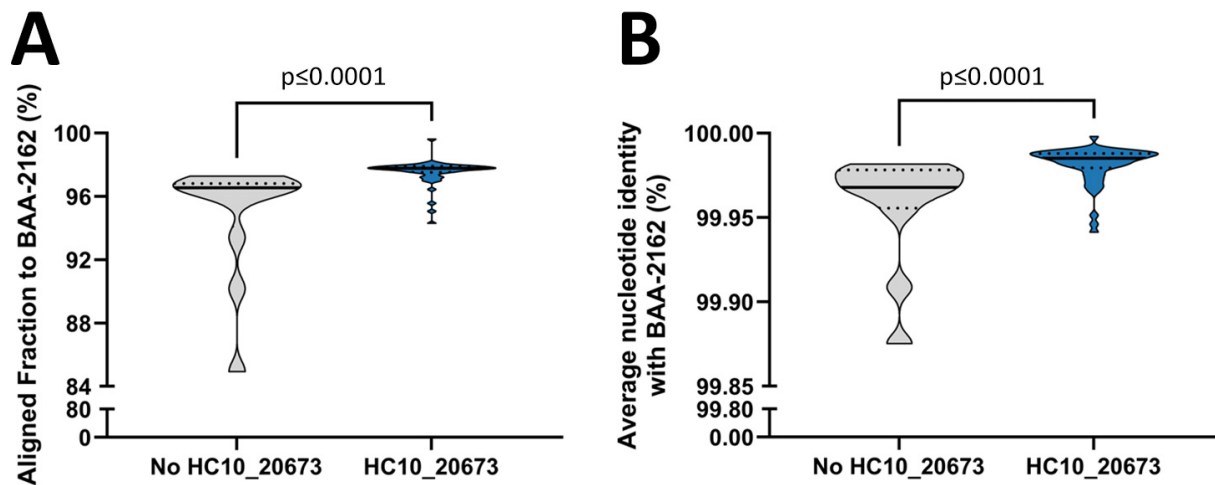 A
p≤0.0001
Aligned Fraction to BAA-2162 (%)
100
96
92
88
84
80
0
No HC10_20673
HC10_20673
B
p≤0.0001
Average nucleotide identity
with BAA-2162 (%)
100.00
99.95
99.90
99.85
99.80
0.00
No HC10_20673
HC10_20673